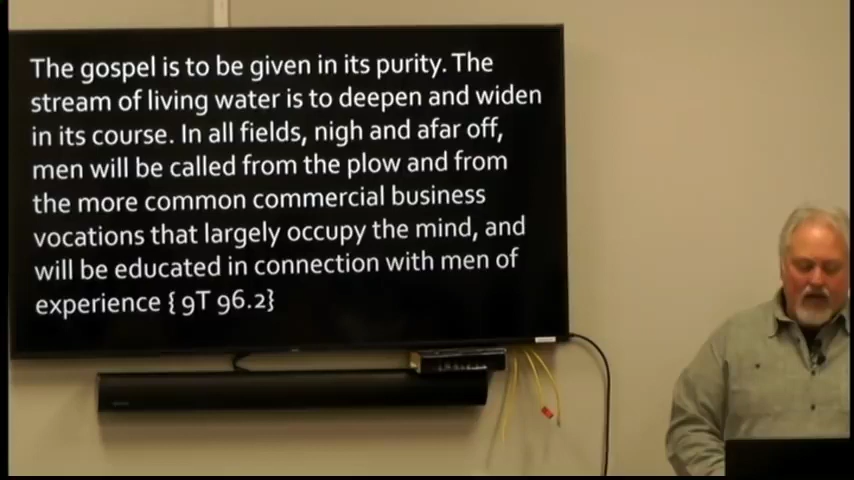 The gospel is to be given in its purity. The
stream of living water is to deepen and widen
in its course. In all fields, nigh and afar off,
men will be called from the plow and from
the more common commercial business
vocations that largely occupy the mind, and
will be educated in connection with men of
experience { 9T 96.2}